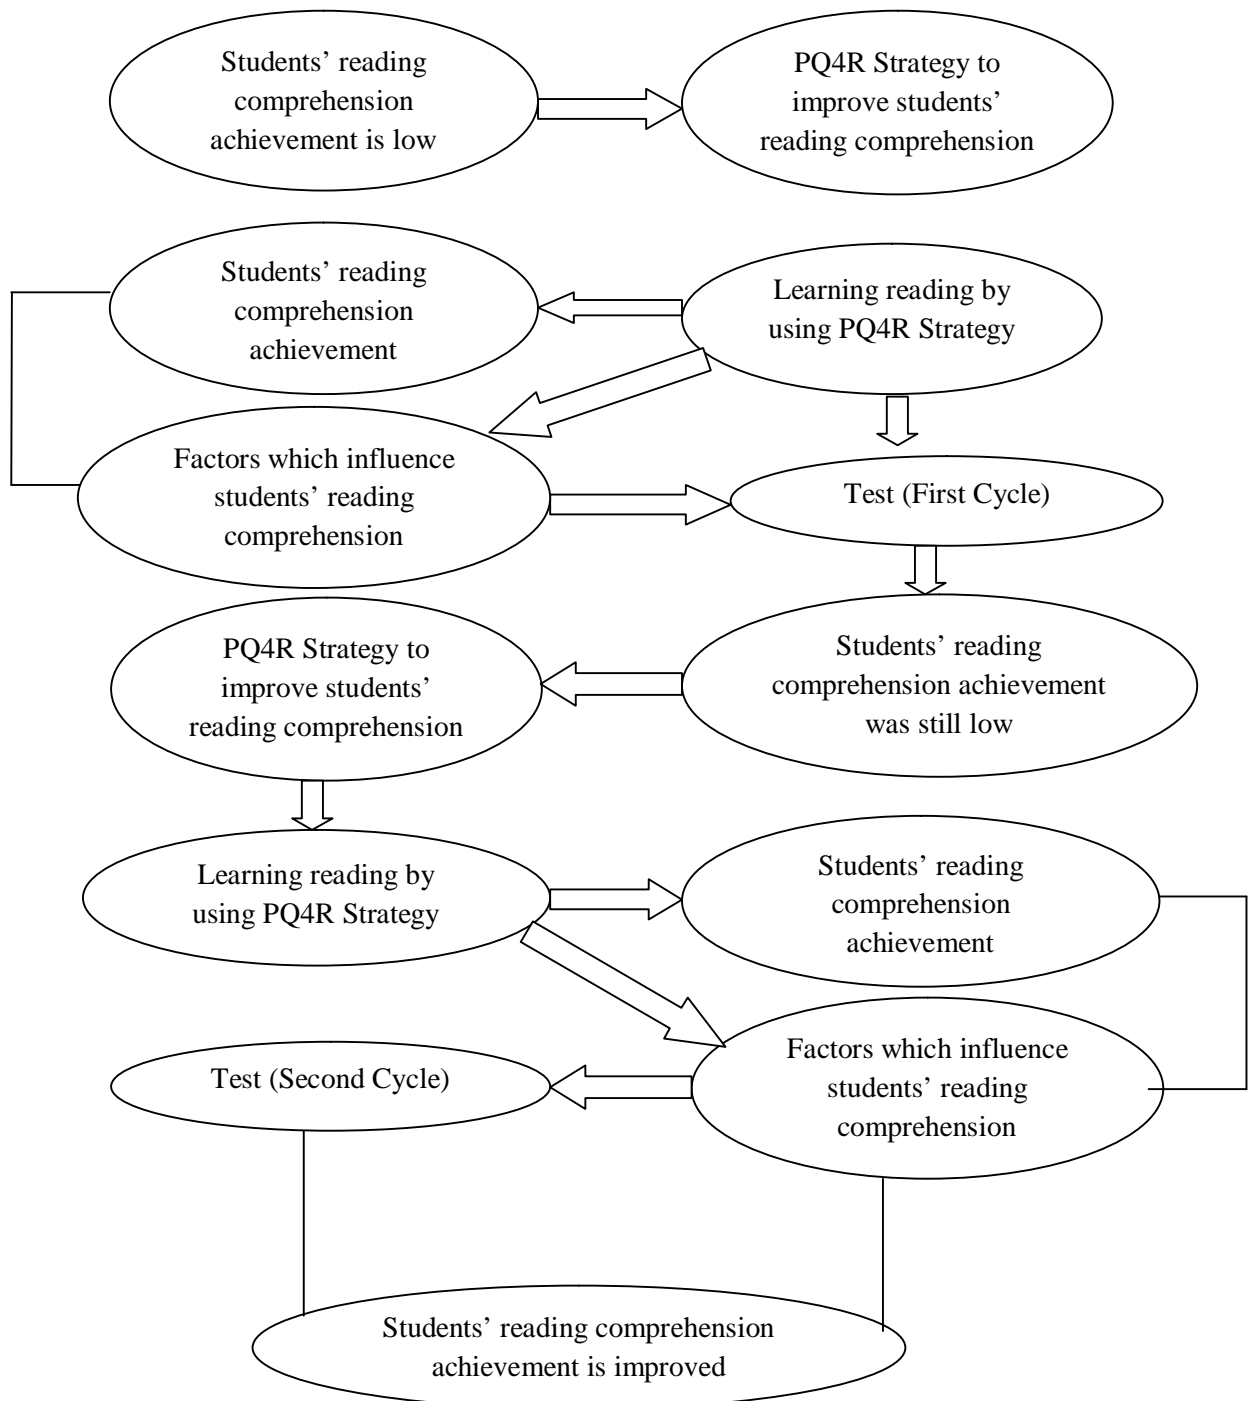 Students’ reading
comprehension
achievement is low
PQ4R Strategy to
improve students’
reading comprehension
Students’ reading
comprehension
achievement
Learning reading by
using PQ4R Strategy
Factors which influence
students’ reading
comprehension
Test (First Cycle)
PQ4R Strategy to
improve students’
reading comprehension
Students’ reading
comprehension achievement
was still low
Learning reading by
using PQ4R Strategy
Students’ reading
comprehension
achievement
Test (Second Cycle)
Factors which influence
students’ reading
comprehension
Students’ reading comprehension
achievement is improved